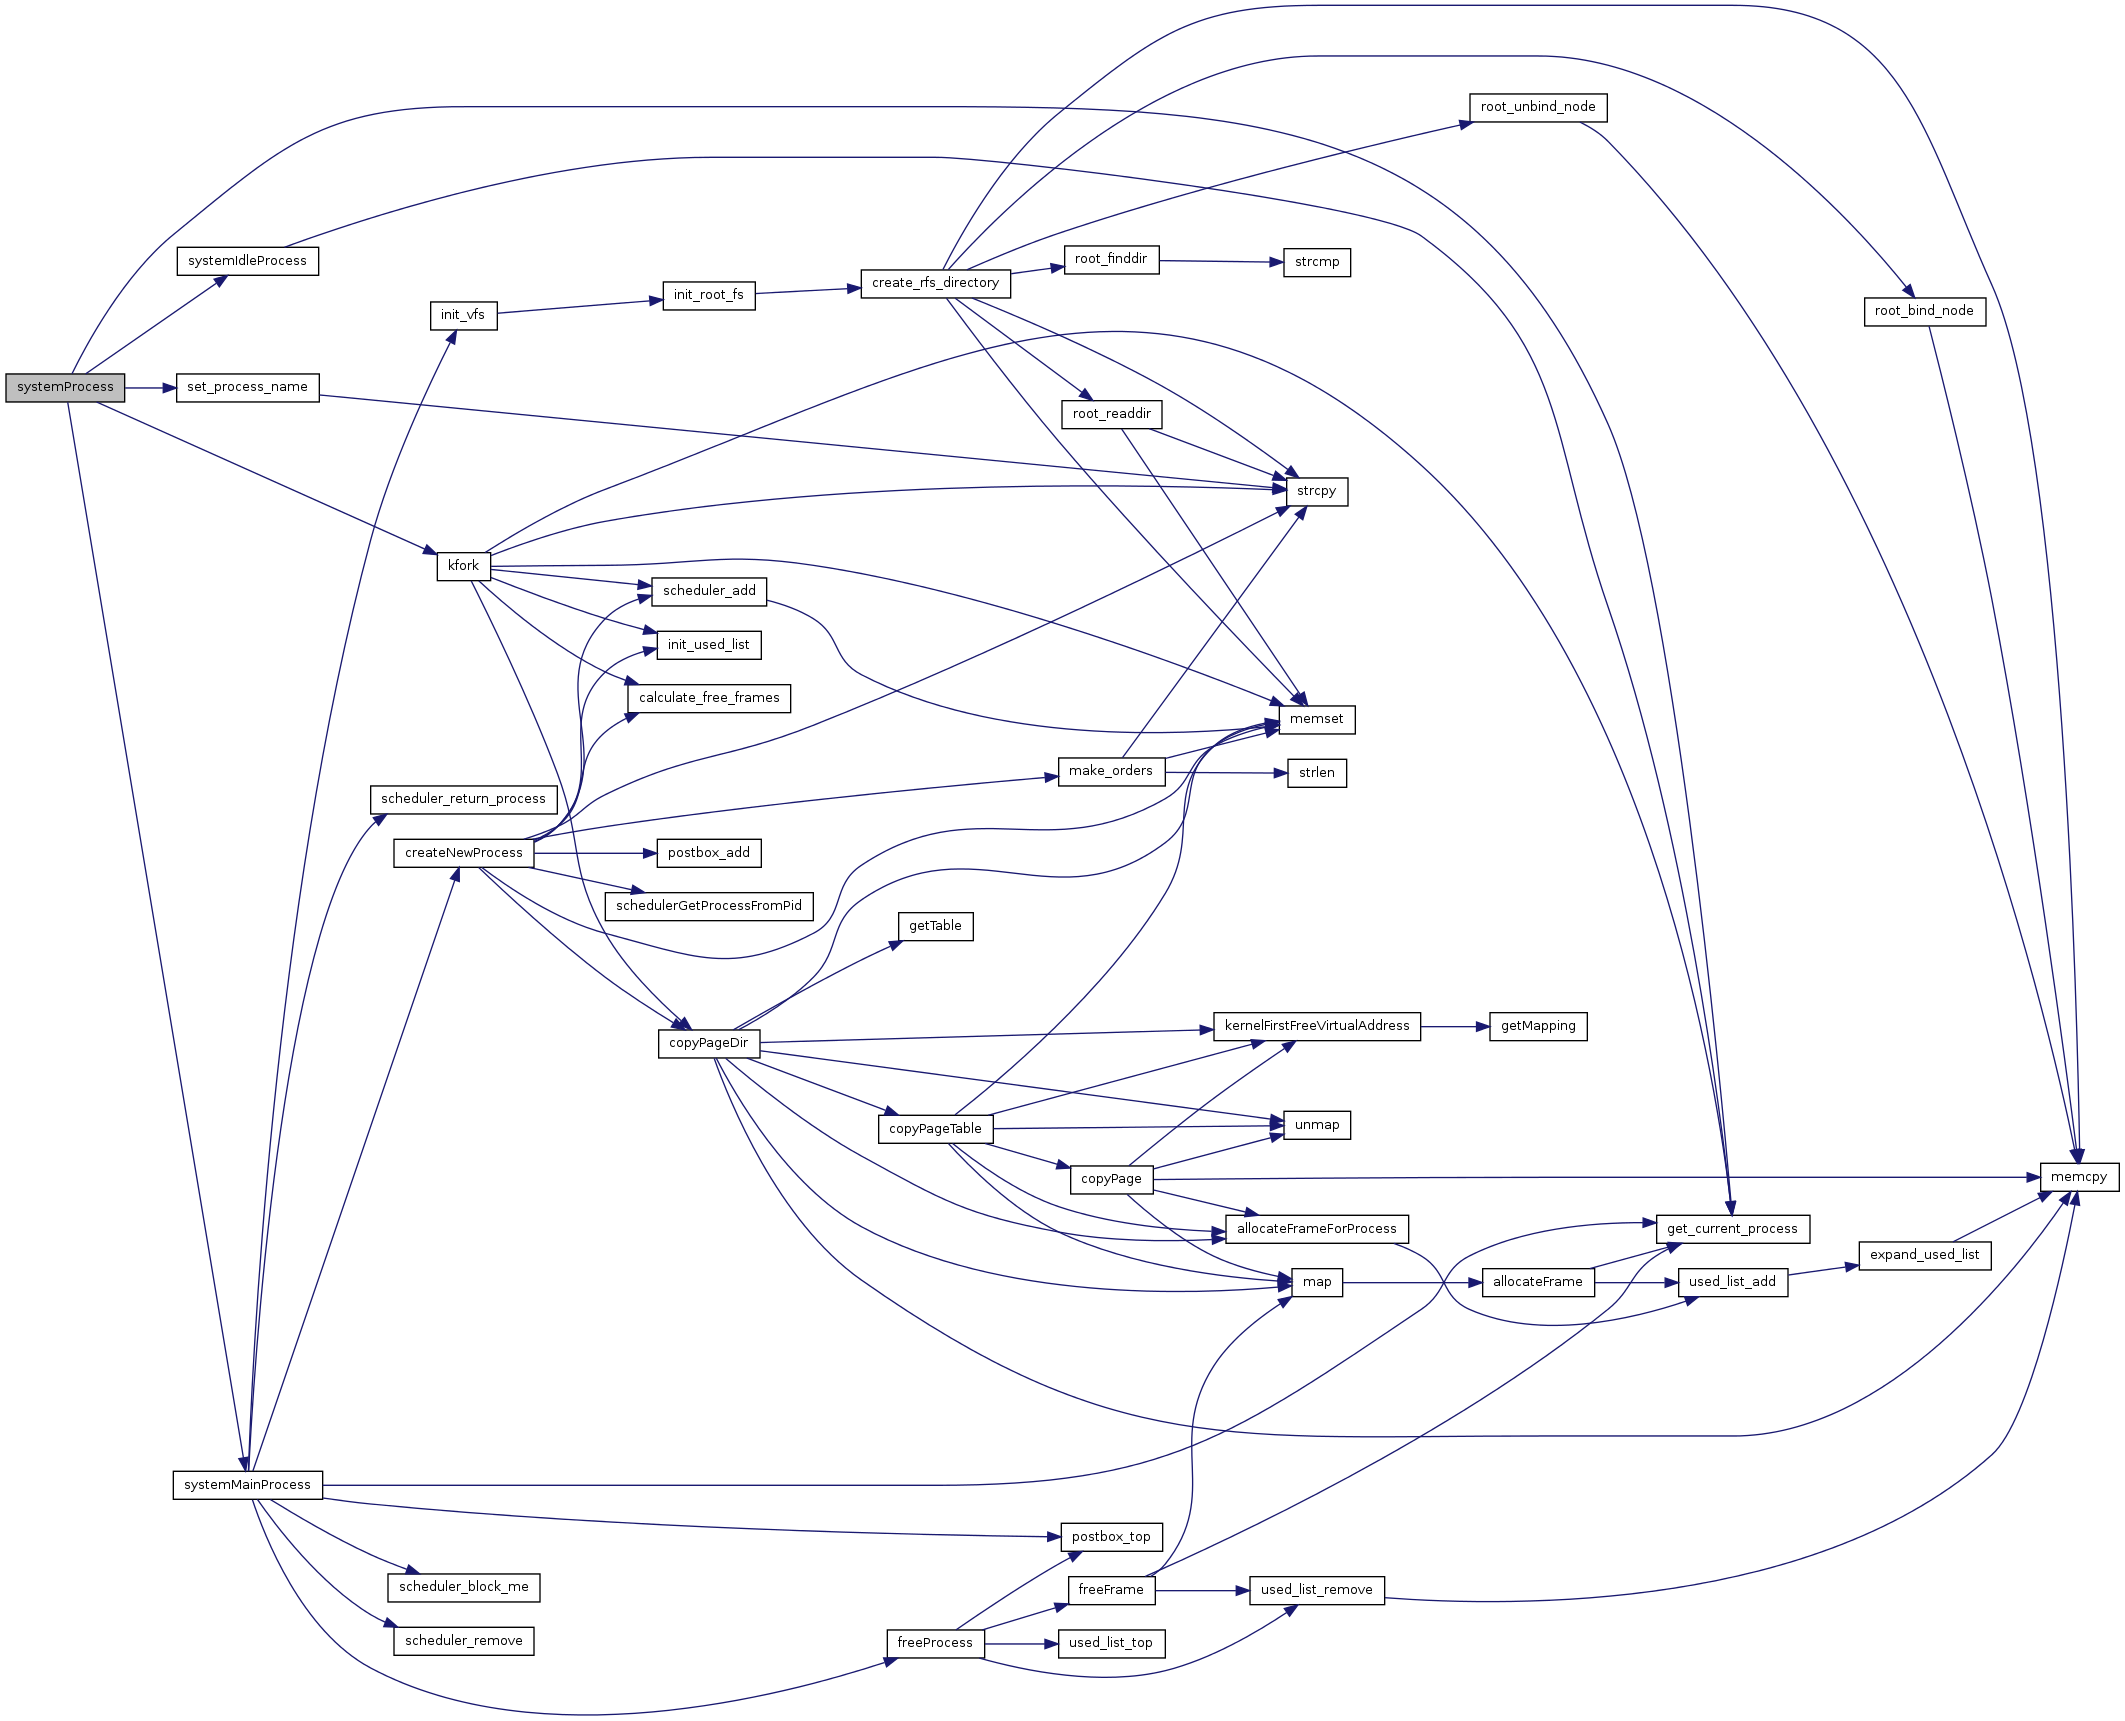 root_unbind_node
systemIdleProcess
root_finddir
strcmp
create_rfs_directory
init_root_fs
init_vfs
root_bind_node
systemProcess
set_process_name
root_readdir
strcpy
kfork
scheduler_add
init_used_list
calculate_free_frames
memset
make_orders
strlen
scheduler_return_process
createNewProcess
postbox_add
schedulerGetProcessFromPid
getTable
kernelFirstFreeVirtualAddress
getMapping
copyPageDir
unmap
copyPageTable
copyPage
memcpy
allocateFrameForProcess
get_current_process
expand_used_list
map
allocateFrame
used_list_add
systemMainProcess
postbox_top
scheduler_block_me
freeFrame
used_list_remove
scheduler_remove
freeProcess
used_list_top